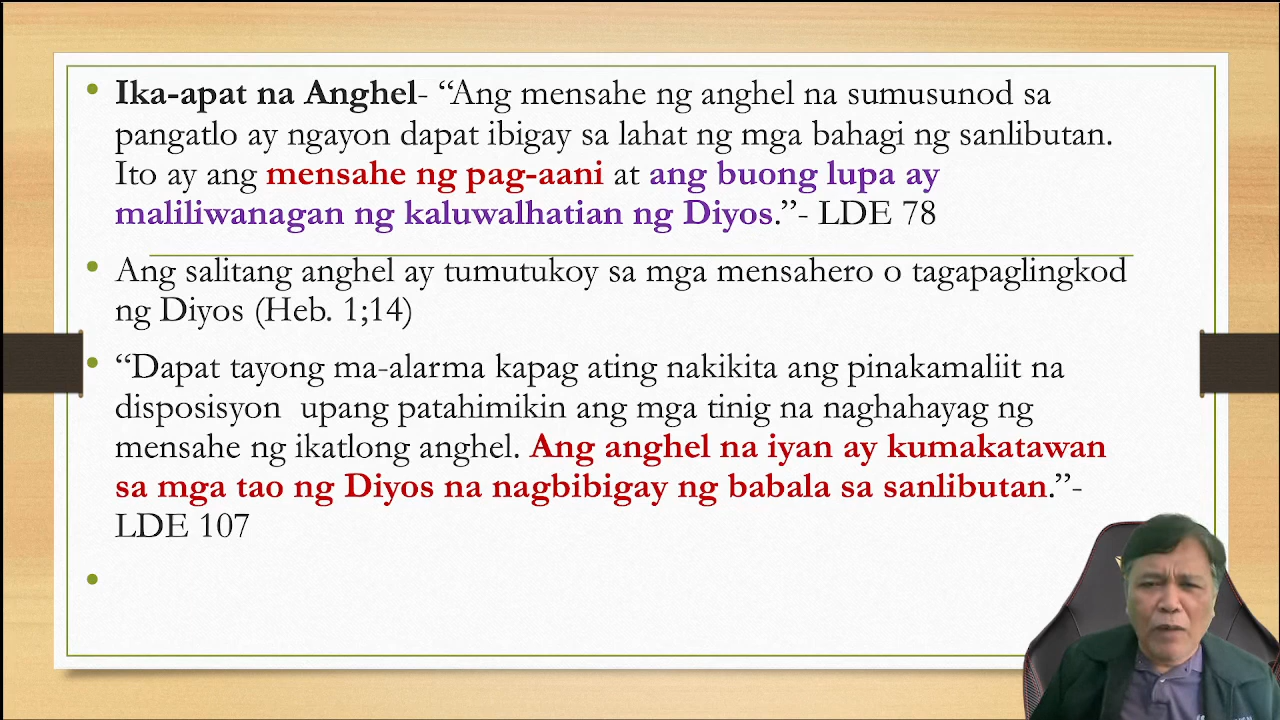 • Ika-apat na Anghel- “Ang mensahe ng anghel na sumusunod sa
pangatlo ay ngayon dapat ibigay sa lahat ng mga bahagi ng sanlibutan.
Ito ay ang mensahe ng pag-aani at ang buong lupa ay
maliliwanagan ng kaluwalhatian ng Diyos.”- LDE 78
• Ang salitang anghel ay tumutukoy sa mga mensahero o tagapaglingkod
ng Diyos (Heb. 1;14)
• “Dapat tayong ma-alarma kapag ating nakikita ang pinakamaliit na
disposisyon  upang patahimikin ang mga tinig na naghahayag ng
mensahe ng ikatlong anghel. Ang anghel na iyan ay kumakatawan
sa mga tao ng Diyos na nagbibigay ng babala sa sanlibutan.”-
LDE 107
•